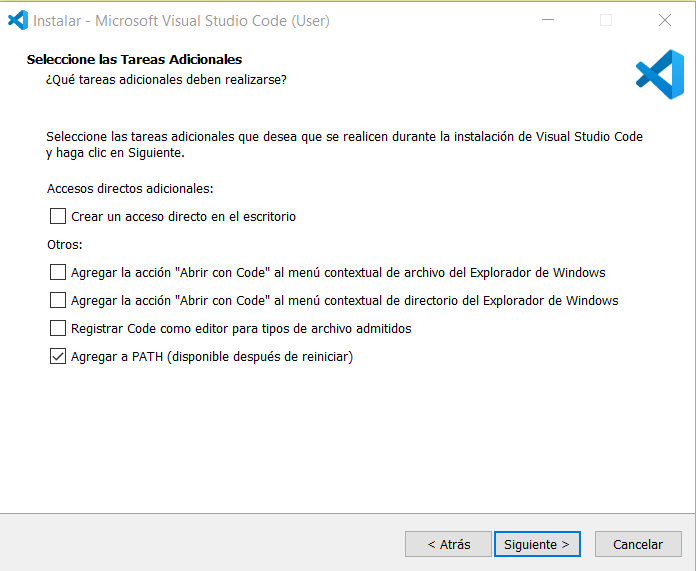 Instalar - Microsoft Visual Studio Code (User)
Seleccione las Tareas Adicionales
¿Qué tareas adicionales deben realizarse?
Seleccione las tareas adicionales que desea que se realicen durante la instalación de Visual Studio Code
y haga clic en Siguiente.
Accesos directos adicionales:
Crear un acceso directo en el escritorio
Otros:
Agregar la acción "Abrir con Code" al menú contextual de archivo del Explorador de Windows
Agregar la acción "Abrir con Code" al menú contextual de directorio del Explorador de Windows
Registrar Code como editor para tipos de archivo admitidos
Agregar a PATH (disponible después de reiniciar)
< Atrás Siguiente > Cancelar